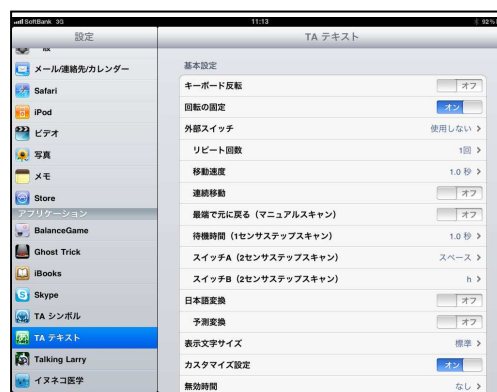 SoftBank 3G
11:13
92%
設定
TA テキスト
メール/連絡先/カレンダー
Safari
iPod
ビデオ
写真
メモ
Store
アプリケーション
BalanceGame
Ghost Trick
iBooks
Skype
TA シンボル
TA テキスト
Talking Larry
イヌネコ医学
基本設定
キーボード反転 オフ
回転の固定 オン
外部スイッチ 使用しない
リピート回数 1回
移動速度 1.0 秒
連続移動 オフ
最端で元に戻る（マニュアルスキャン） オフ
待機時間（1センサステップスキャン） 1.0 秒
スイッチA（2センサステップスキャン） スペース
スイッチB（2センサステップスキャン） h
日本語変換 オフ
予測変換 オフ
表示文字サイズ 標準
カスタマイズ設定 オン
無効時間 なし